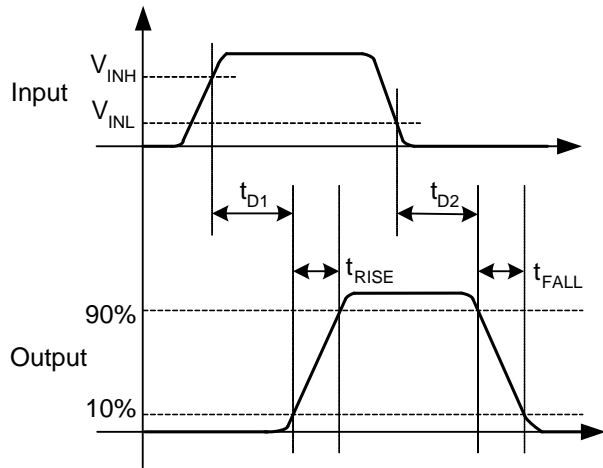 V_INH
Input
V_INL
t_D1
t_D2
t_RISE
t_FALL
90%
Output
10%